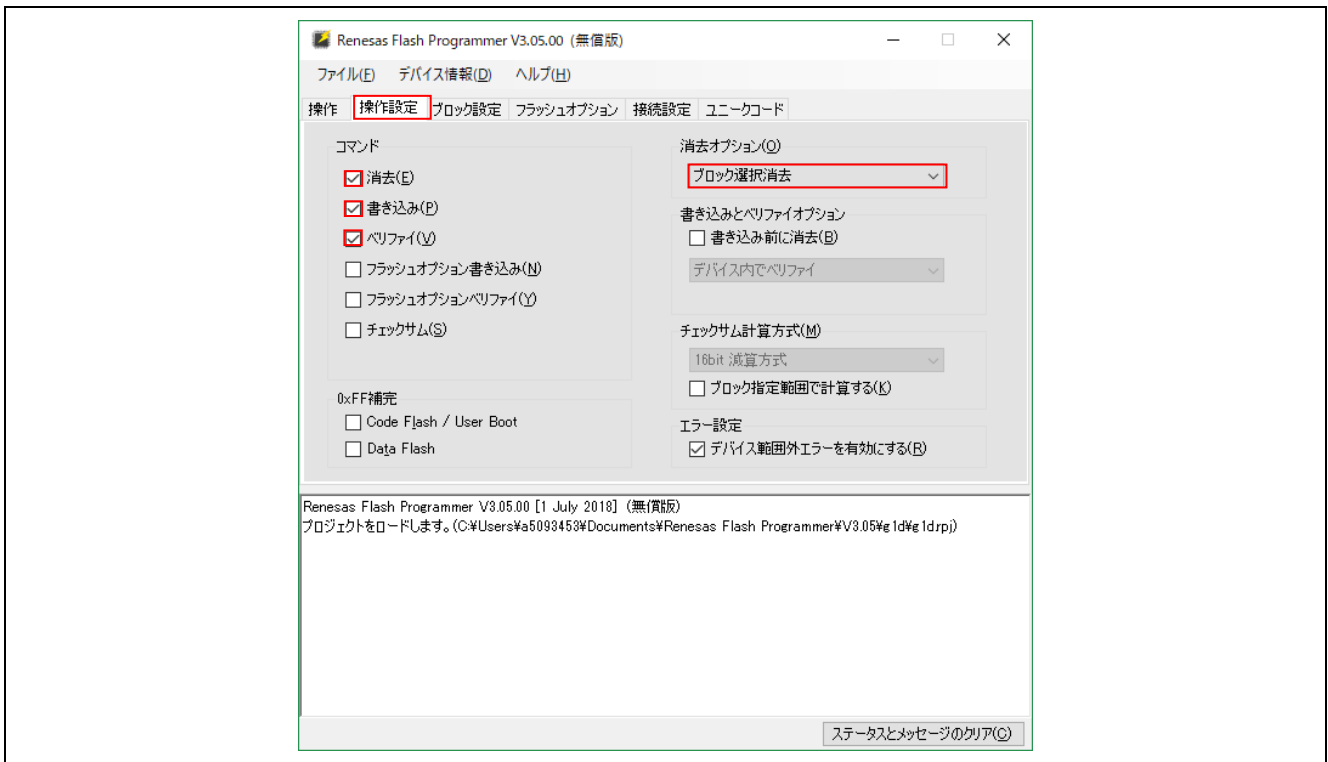 Renesas Flash Programmer V3.05.00 (無償版)
ファイル(F) デバイス情報(D) ヘルプ(H)
操作 操作設定 ブロック設定 フラッシュオプション 接続設定 ユニークコード
コマンド
消去(E)
書き込み(P)
ベリファイ(V)
フラッシュオプション書き込み(N)
フラッシュオプションベリファイ(Y)
チェックサム(S)
0xFF補完
Code Flash / User Boot
Data Flash
消去オプション(O)
ブロック選択消去
書き込みとベリファイオプション
書き込み前に消去(B)
デバイス内でベリファイ
チェックサム計算方式(M)
16bit 減算方式
ブロック指定範囲で計算する(K)
エラー設定
デバイス範囲外エラーを有効にする(R)
Renesas Flash Programmer V3.05.00 [1 July 2018] (無償版)
プロジェクトをロードします。(C:¥Users¥a5093453¥Documents¥Renesas Flash Programmer¥V3.05¥g1d¥g1d.rpj)
ステータスとメッセージのクリア(C)